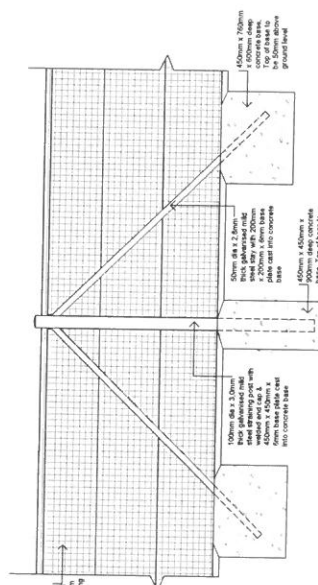 450mm x 760mm
x 600mm deep
concrete base,
Top of base to
be 50mm above
ground level
50mm dia x 2.6mm
thick galvanised mild
steel stay with 200mm
x 200mm x 6mm base
plate cast into concrete
base
450mm x 450mm x
900mm deep concrete
100mm dia x 3.0mm
thick galvanised mild
steel straining post with
welded end cap &
450mm x 450mm x
6mm base plate cast
into concrete base